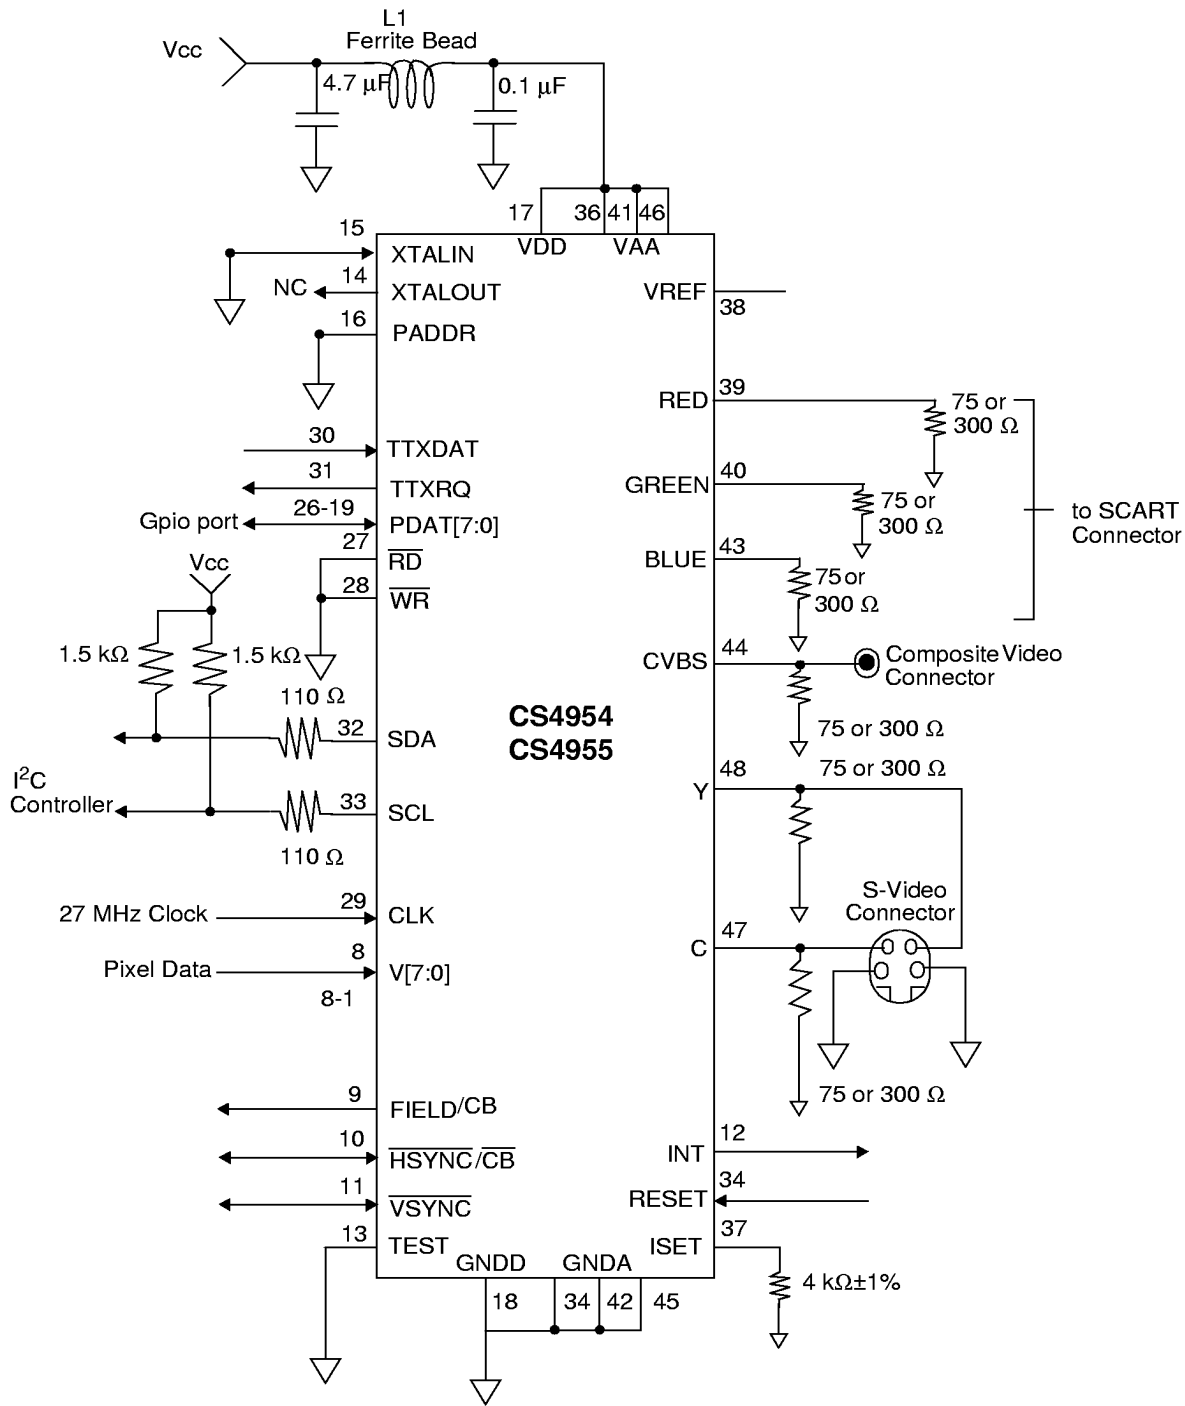 L1
Ferrite Bead
Vcc
4.7 µF
0.1 µF
17
36
41
46
VDD
VAA
15
XTALIN
NC
14
XTALOUT
16
PADDR
VREF
38
RED
39
75 or
300 Ω
30
TTXDAT
31
TTXRQ
Gpio port
26-19
PDAT[7:0]
27
RD
28
WR
GREEN
40
75 or
300 Ω
to SCART
Connector
BLUE
43
75 or
300 Ω
Vcc
1.5 kΩ
1.5 kΩ
CVBS
44
Composite Video
Connector
75 or 300 Ω
110 Ω
32
SDA
CS4954
CS4955
I²C
Controller
33
SCL
110 Ω
Y
48
75 or 300 Ω
S-Video
Connector
27 MHz Clock
29
CLK
C
47
Pixel Data
8
V[7:0]
8-1
75 or 300 Ω
9
FIELD/CB
10
HSYNC/CB
11
VSYNC
13
TEST
INT
12
RESET
34
ISET
37
4 kΩ±1%
GNDD
GNDA
18
34
42
45